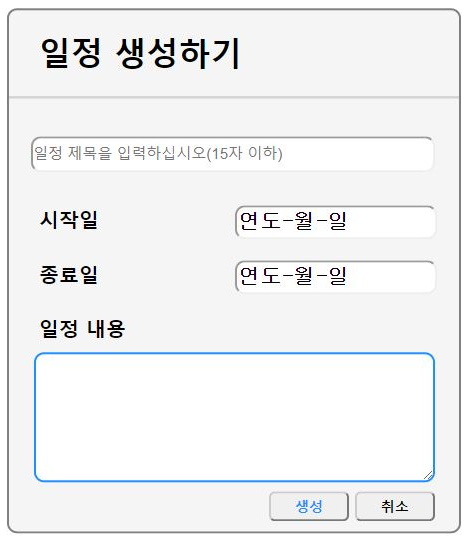 일정 생성하기
일정 제목을 입력하십시오(15자 이하)
시작일 연도-월-일
종료일 연도-월-일
일정 내용
생성 취소